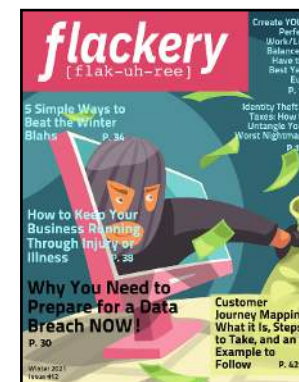 flackery
[flak-uh-ree]
Create YO
Perfe
Work/L
Balance
Have t
Best Ye
Ev
P.
5 Simple Ways to
Beat the Winter
Blahs P. 34
Identity Theft
Taxes: How
Untangle Yo
Worst Nightma
How to Keep Your
Business Running
Through Injury or
Illness P. 38
Why You Need to
Prepare for a Data
Breach NOW!
P. 30
Customer
Journey Mappin
What it Is, Steps
to Take, and an
Example to
Follow P. 42
Winter 2021
Issue #12